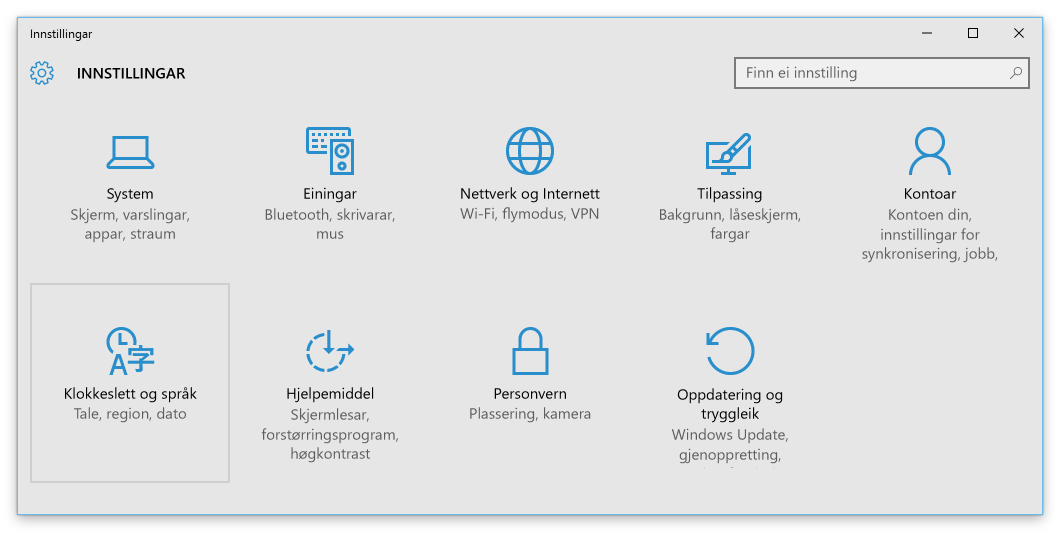 Innstillingar
INNSTILLINGAR
Finn ei innstilling
System
Skjerm, varslingar,
appar, straum
Einingar
Bluetooth, skrivarar,
mus
Nettverk og Internett
Wi-Fi, flymodus, VPN
Tilpassing
Bakgrunn, låseskjerm,
fargar
Kontoar
Kontoen din,
innstillingar for
synkronisering, jobb,
Klokkeslett og språk
Tale, region, dato
Hjelpemiddel
Skjermlesar,
forstørringsprogram,
høgkontrast
Personvern
Plassering, kamera
Oppdatering og
tryggleik
Windows Update,
gjenoppretting,